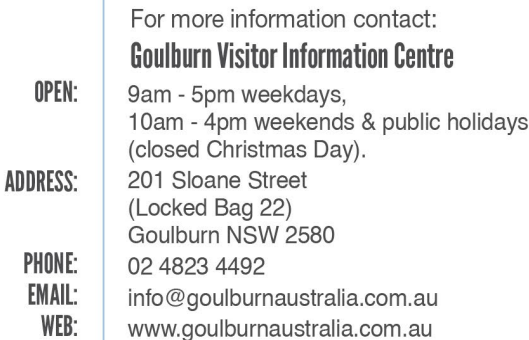 For more information contact:
Goulburn Visitor Information Centre
OPEN: 9am - 5pm weekdays,
10am - 4pm weekends & public holidays
(closed Christmas Day).
ADDRESS: 201 Sloane Street
(Locked Bag 22)
Goulburn NSW 2580
PHONE: 02 4823 4492
EMAIL: info@goulburnaustralia.com.au
WEB: www.goulburnaustralia.com.au